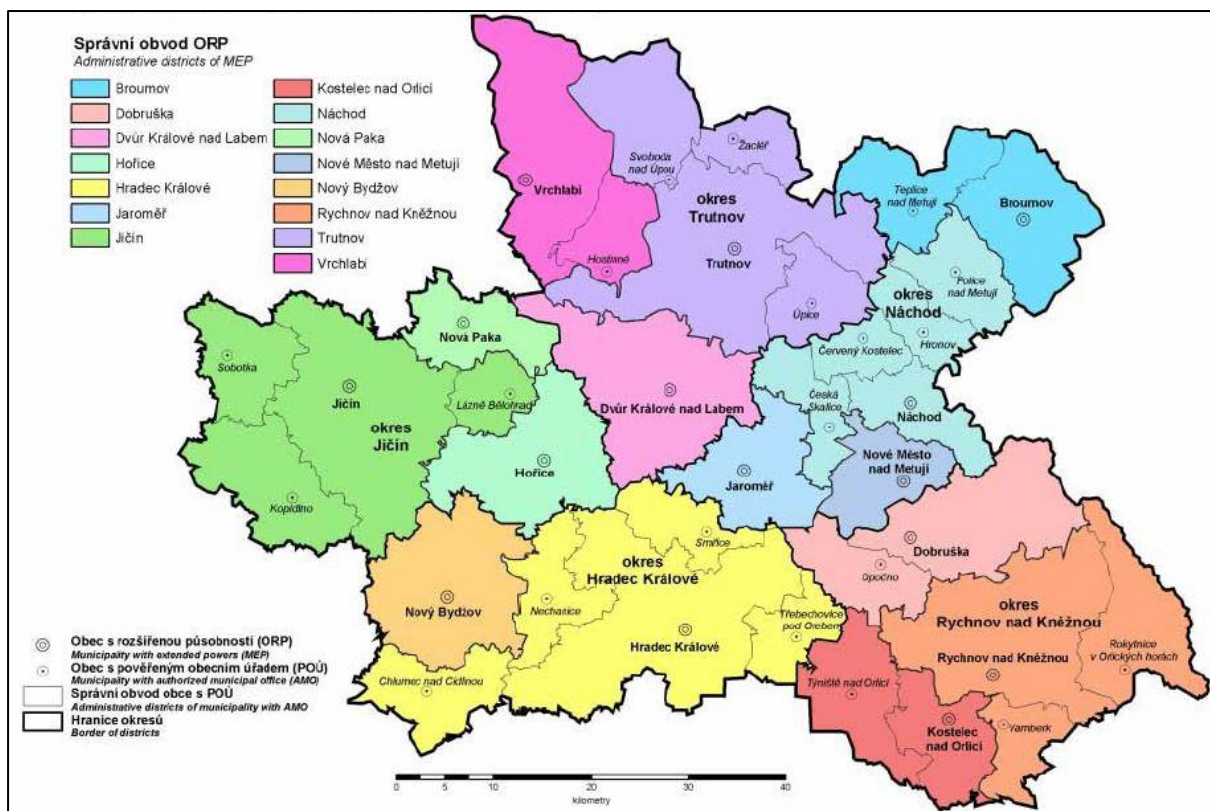 Správní obvod ORP
Administrative districts of MEP
Broumov
Dobruška
Dvůr Králové nad Labem
Hořice
Hradec Králové
Jaroměř
Jičín
Kostelec nad Orlicí
Náchod
Nová Paka
Nové Město nad Metují
Nový Bydžov
Rychnov nad Kněžnou
Trutnov
Vrchlabí
Vrchlabí
Hostinné
Svoboda
nad Úpou
Žacléř
okres
Trutnov
Trutnov
Úpice
Teplice
nad Metují
Broumov
Police
nad Metují
okres
Náchod
Hronov
Červený Kostelec
Česká
Skalice
Náchod
Nové Město
nad Metují
Nová Paka
Sobotka
Jičín
Lázně Bělohrad
okres
Jičín
Dvůr Králové nad Labem
Hořice
Jaroměř
Kopidlno
Smiřice
Dobruška
Opočno
okres
Hradec Králové
Nový Bydžov
Nechanice
Třebechovice
pod Orebem
Hradec Králové
okres
Rychnov nad Kněžnou
Rychnov nad Kněžnou
Rokytnice
v Orlických horách
Chlumec nad Cidlinou
Týniště nad Orlicí
Kostelec
nad Orlicí
Vamberk
Obec s rozšířenou působností (ORP)
Municipality with extended powers (MEP)
Obec s pověřeným obecním úřadem (POÚ)
Municipality with authorized municipal office (AMO)
Správní obvod obce s POÚ
Administrative districts of municipality with AMO
Hranice okresů
Border of districts
0 5 10 20 30 40
kilometry